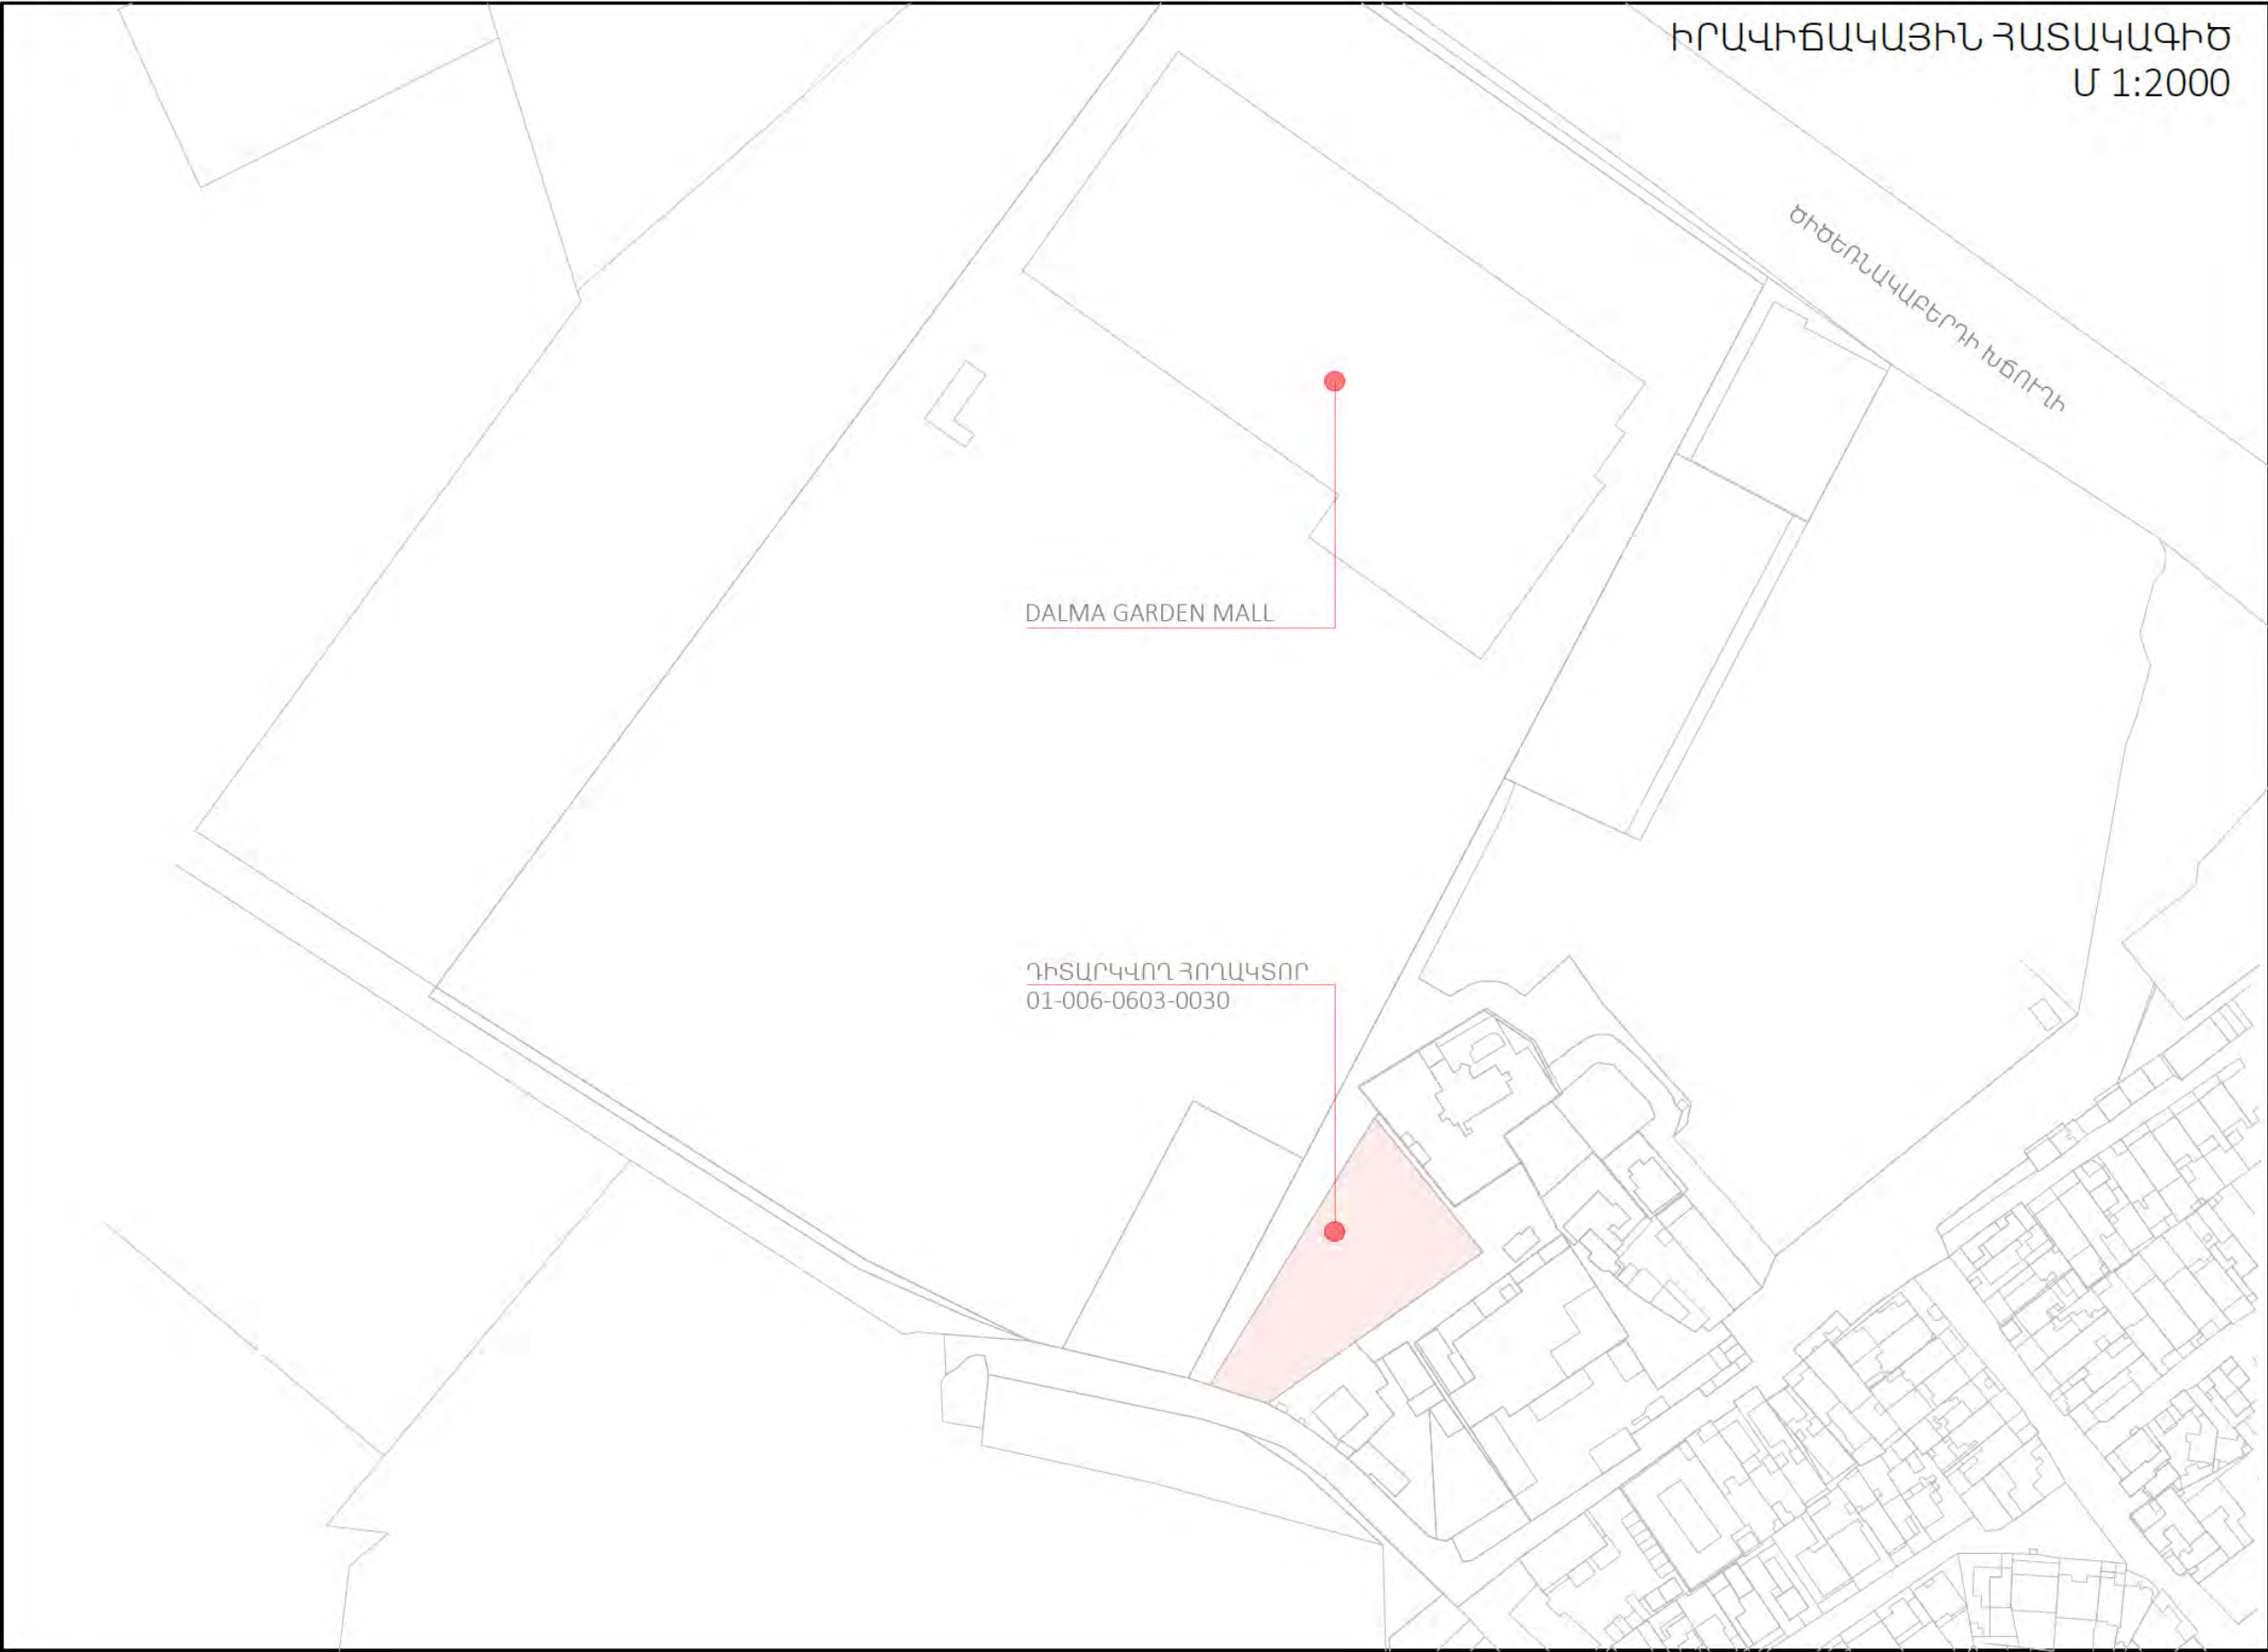 ԻՐԱՎԻՃԱԿԱՅԻՆ ՀԱՏԱԿԱԳԻԾ
Մ 1:2000
ԾԻԾԵՌՆԱԿԱԲԵՐԴԻ ԽՃՈՒՂԻ
DALMA GARDEN MALL
ԴԻՏԱՐԿՎՈՂ ՀՈՂԱԿՏՈՐ
01-006-0603-0030